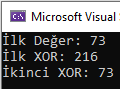 Microsoft Visual S
İlk Değer: 73
İlk XOR: 216
İkinci XOR: 73